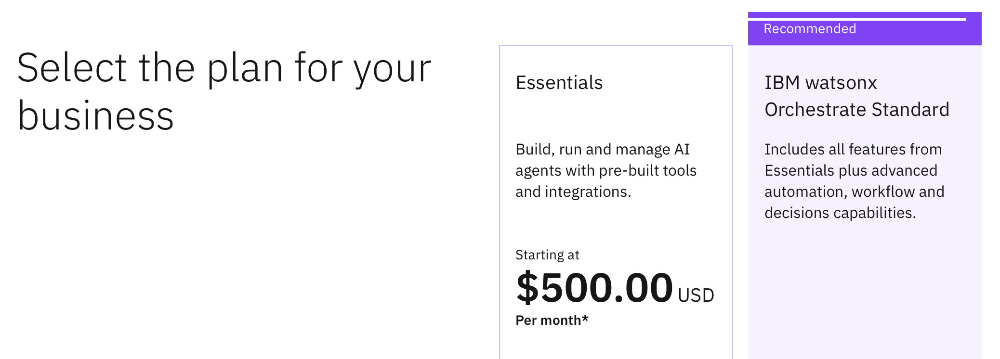 Select the plan for your
business
Essentials
Build, run and manage AI
agents with pre-built tools
and integrations.
Starting at
$500.00 USD
Per month*
Recommended
IBM watsonx
Orchestrate Standard
Includes all features from
Essentials plus advanced
automation, workflow and
decisions capabilities.